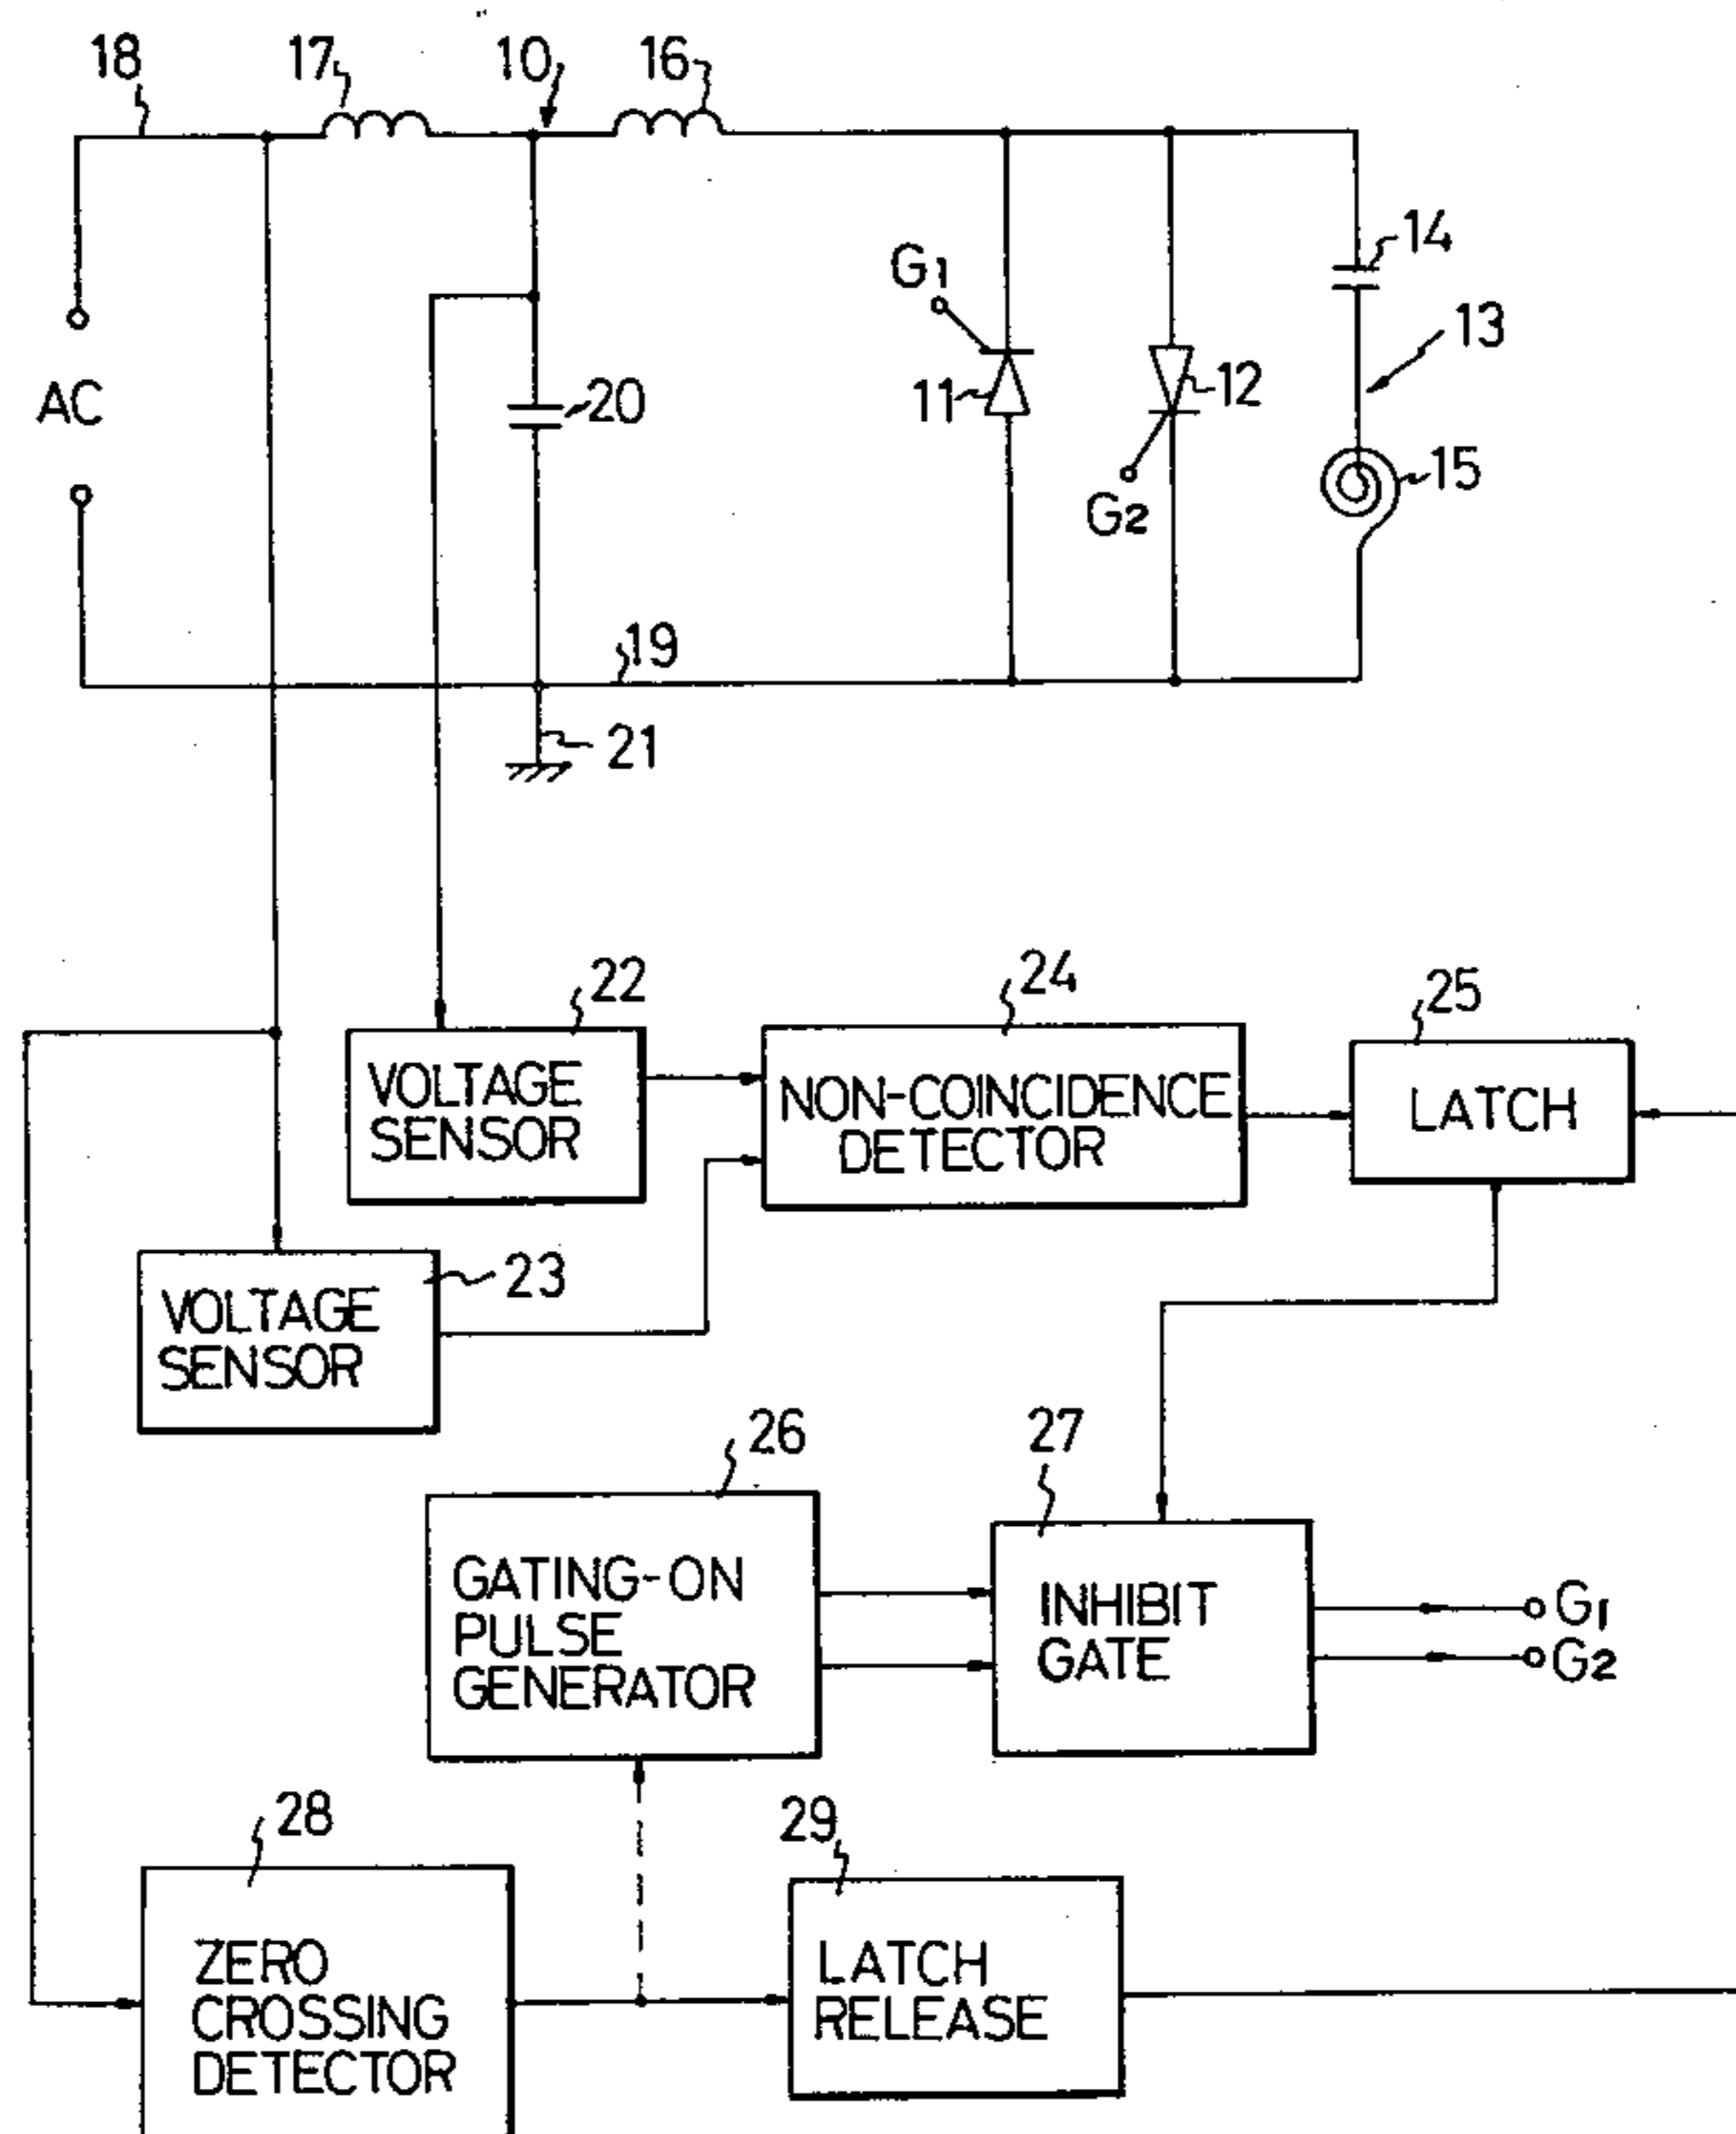 18 17 10 16
14
G1
13
AC 20 11 12
15
G2
19
21
22 24 25
VOLTAGE
SENSOR
NON-COINCIDENCE
DETECTOR
LATCH
23
VOLTAGE
SENSOR
26 27
GATING-ON
PULSE
GENERATOR
INHIBIT
GATE
G1
G2
28 29
ZERO
CROSSING
DETECTOR
LATCH
RELEASE